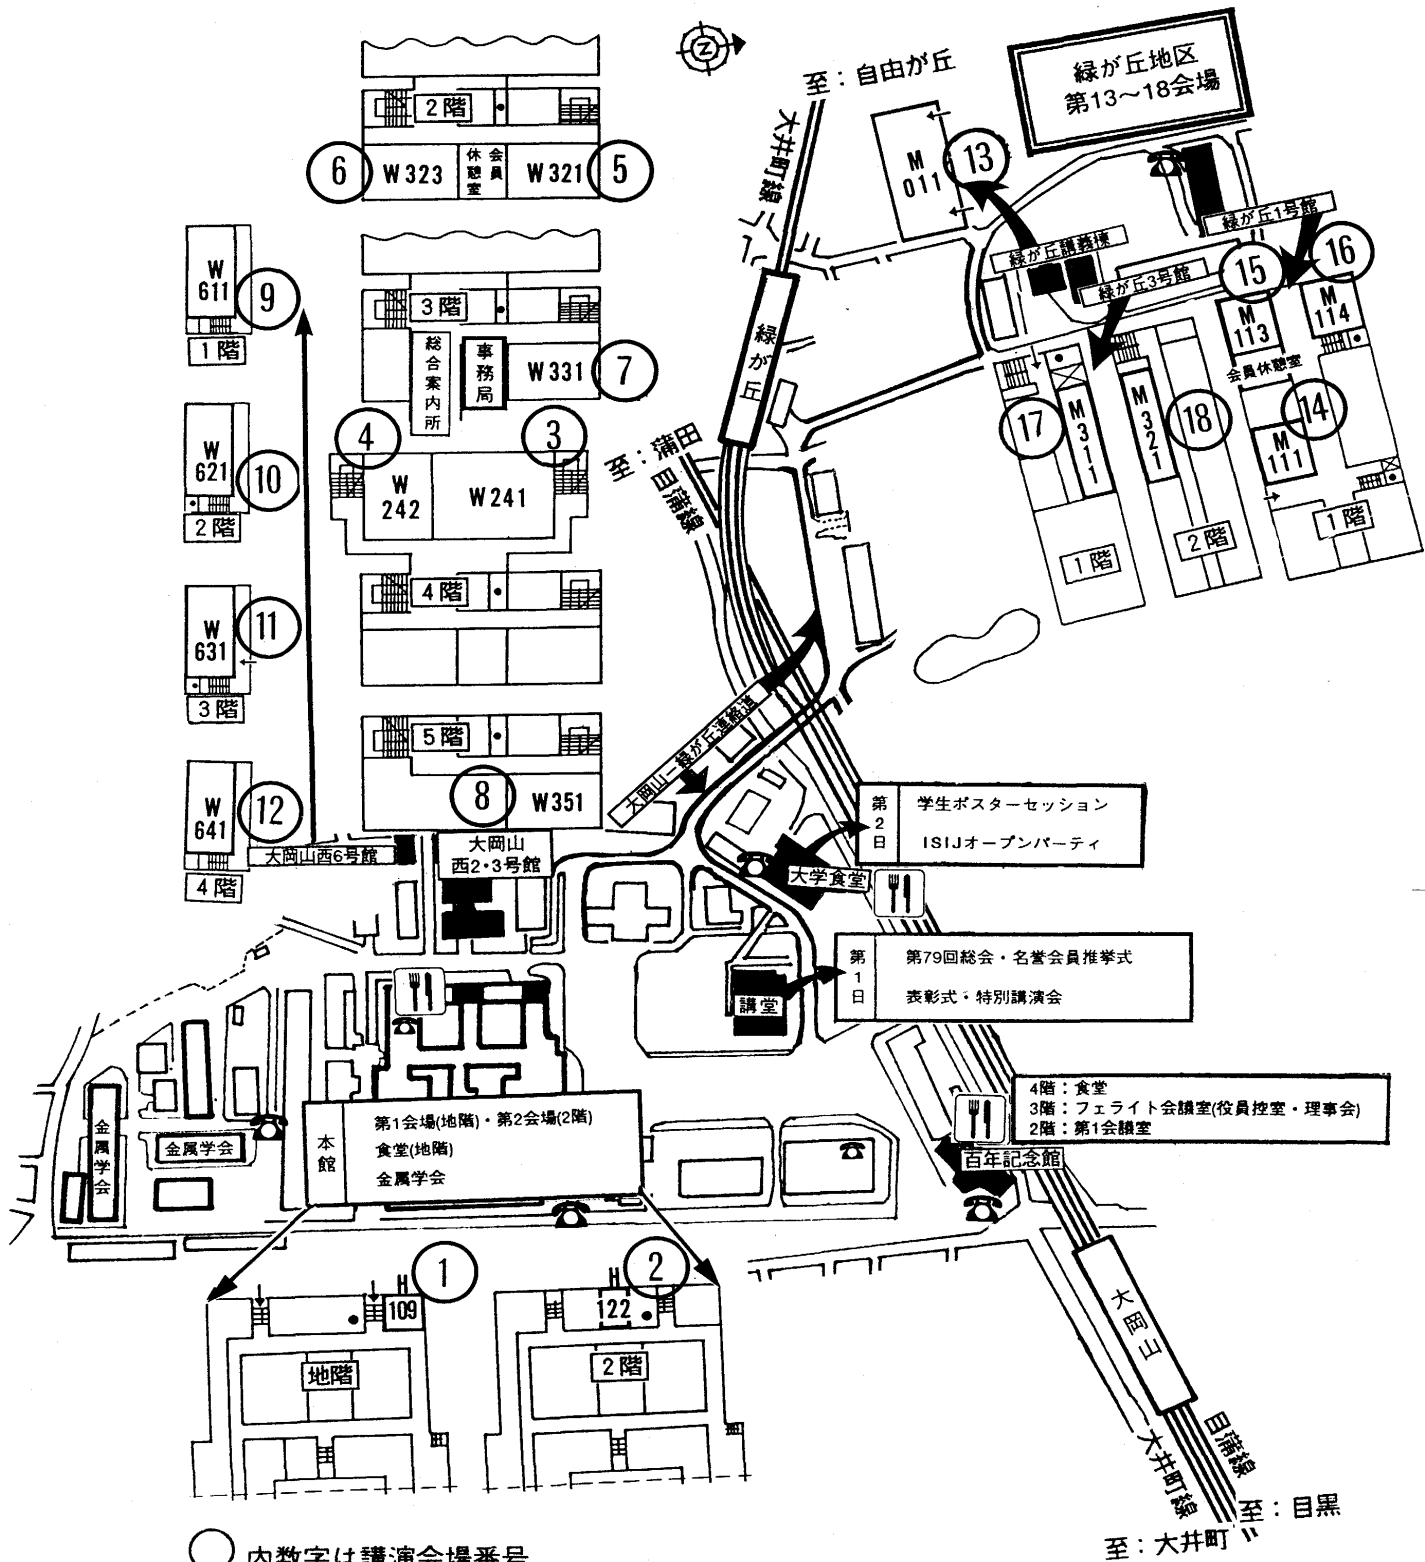 Z
至：自由が丘
大井町線
緑が丘地区
第13～18会場
2階
6
W323
会員
休憩室
W321
5
M
011
13
緑が丘1号館
緑が丘講義棟
緑が丘3号館
15
16
M
113
M
114
会員休憩室
14
M
111
1階
17
M311
1階
M321
18
2階
W
611
9
1階
3階
総合案内所
事務局
W331
7
緑が丘
4
3
W
242
W241
至：蒲田
目蒲線
W
621
10
2階
4階
W
631
11
3階
5階
8
W351
大岡山ー緑が丘連絡道
W
641
12
4階
大岡山西6号館
大岡山
西2・3号館
第2日
学生ポスターセッション
ISIJオープンパーティ
大学食堂
第1日
第79回総会・名誉会員推挙式
表彰式・特別講演会
講堂
4階：食堂
3階：フェライト会議室(役員控室・理事会)
2階：第1会議室
百年記念館
金属学会
金属学会
本館
第1会場(地階)・第2会場(2階)
食堂(地階)
金属学会
1
H
109
地階
2
H
122
2階
大岡山
目蒲線
大井町線
至：目黒
至：大井町
内数字は講演会場番号